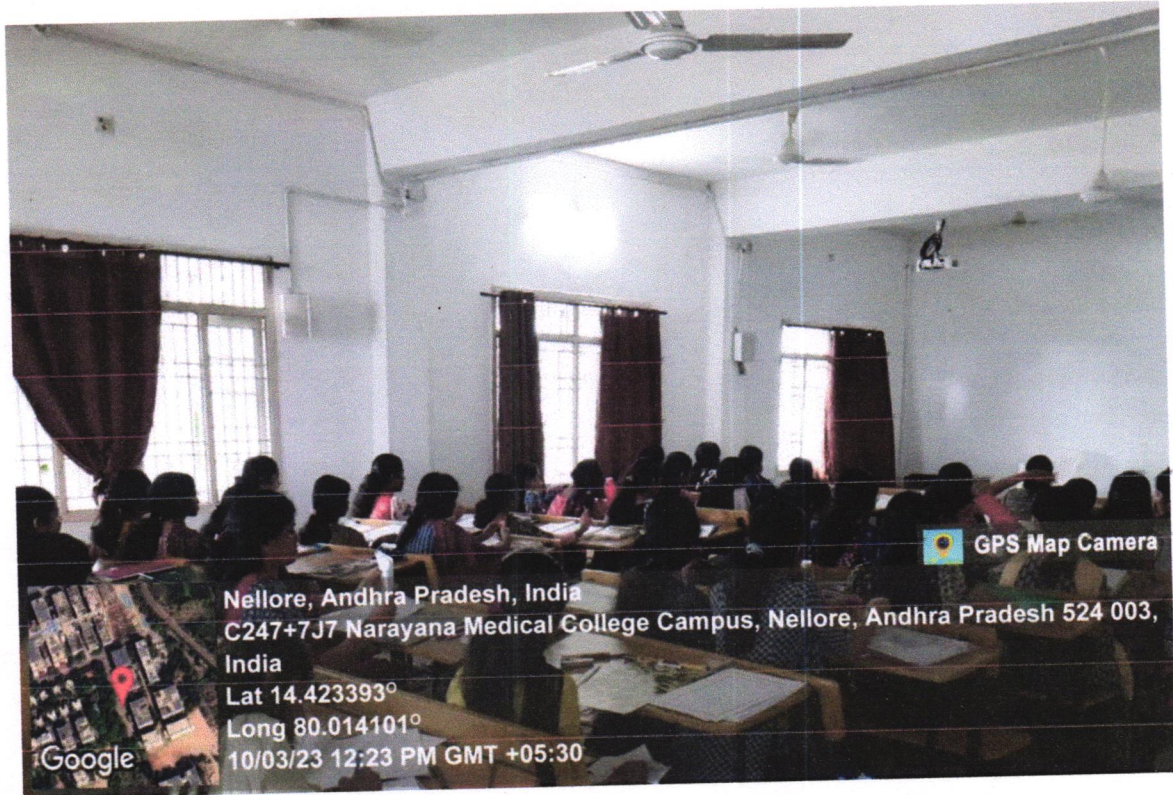 GPS Map Camera
Nellore, Andhra Pradesh, India
C247+7J7 Narayana Medical College Campus, Nellore, Andhra Pradesh 524 003,
India
Lat 14.423393°
Long 80.014101°
10/03/23 12:23 PM GMT +05:30
Google